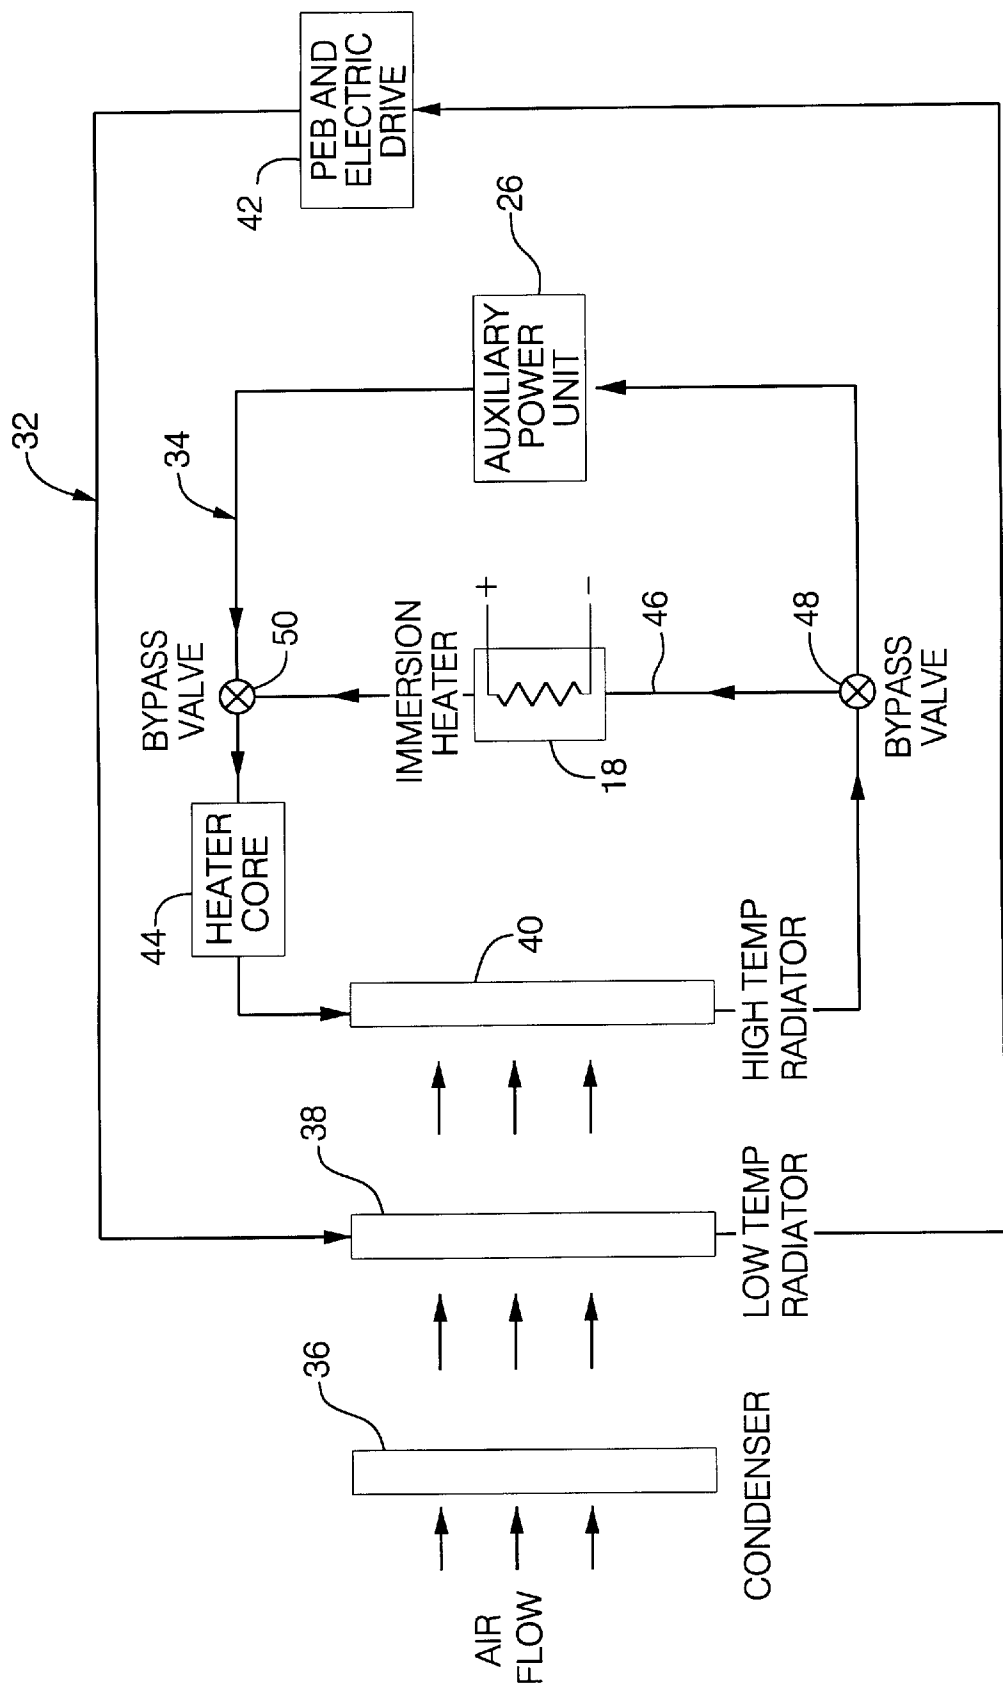 32
PEB AND
ELECTRIC
DRIVE
42
34
BYPASS
VALVE
50
44
HEATER
CORE
IMMERSION
HEATER
+
-
18
46
AUXILIARY
POWER
UNIT
26
48
BYPASS
VALVE
40
HIGH TEMP
RADIATOR
38
LOW TEMP
RADIATOR
36
CONDENSER
AIR
FLOW